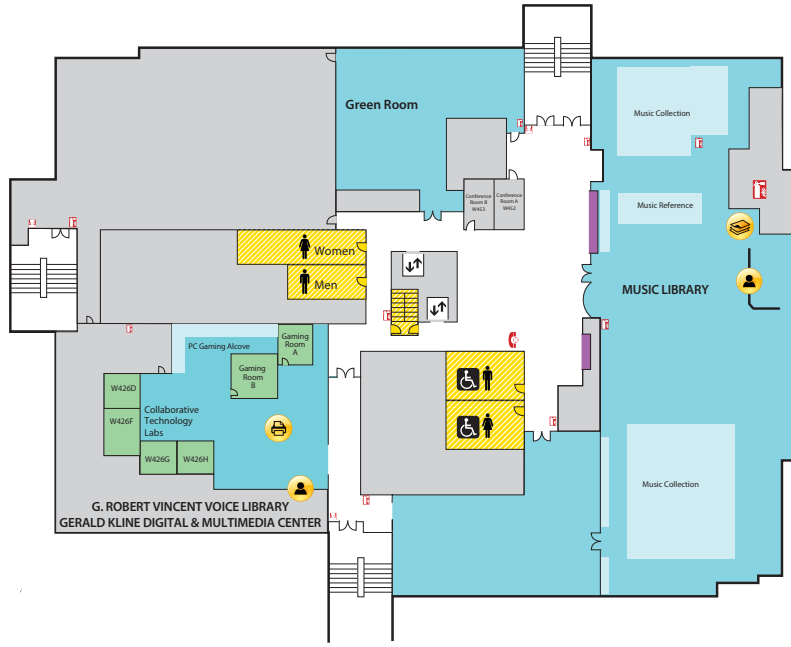 Green Room
Music Collection
Conference
Room B
W4G3
Conference
Room A
W4G2
Music Reference
Women
Men
MUSIC LIBRARY
PC Gaming Alcove
Gaming
Room
A
Gaming
Room
B
W426D
W426F
Collaborative
Technology
Labs
W426G
W426H
Music Collection
G. ROBERT VINCENT VOICE LIBRARY
GERALD KLINE DIGITAL & MULTIMEDIA CENTER